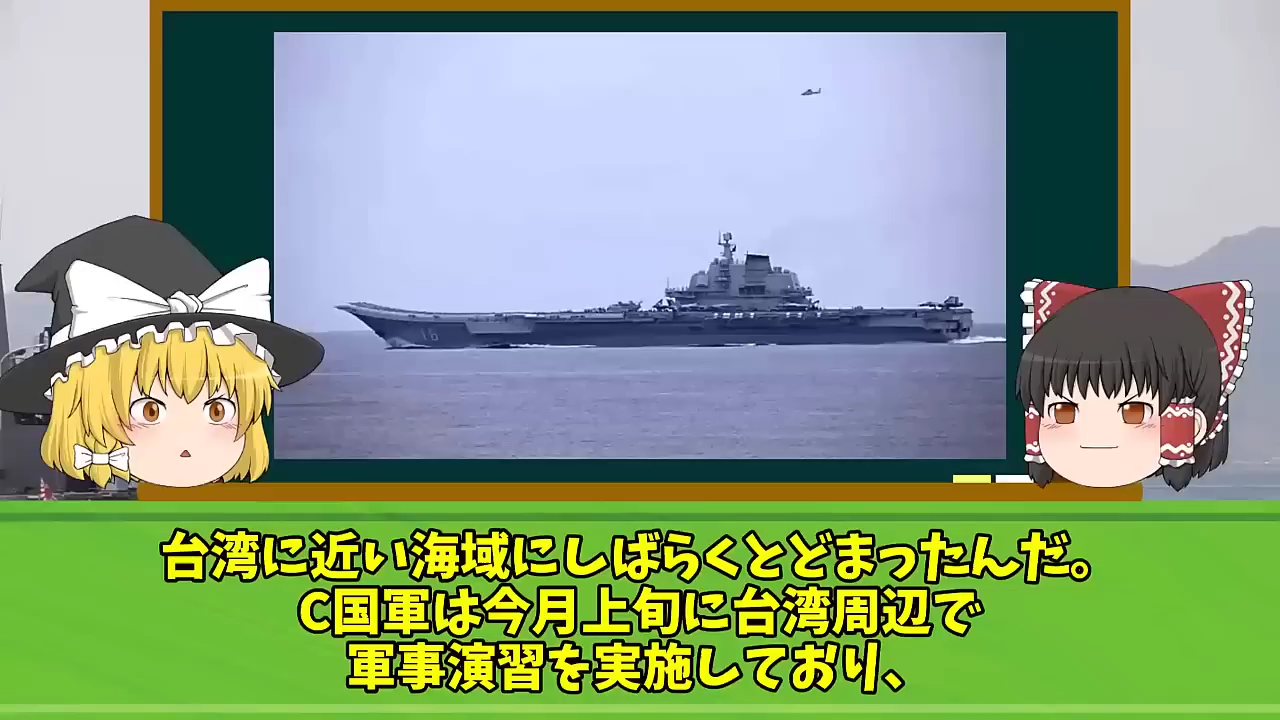 16
台湾に近い海域にしばらくとどまったんだ。
C国軍は今月上旬に台湾周辺で
軍事演習を実施しており、